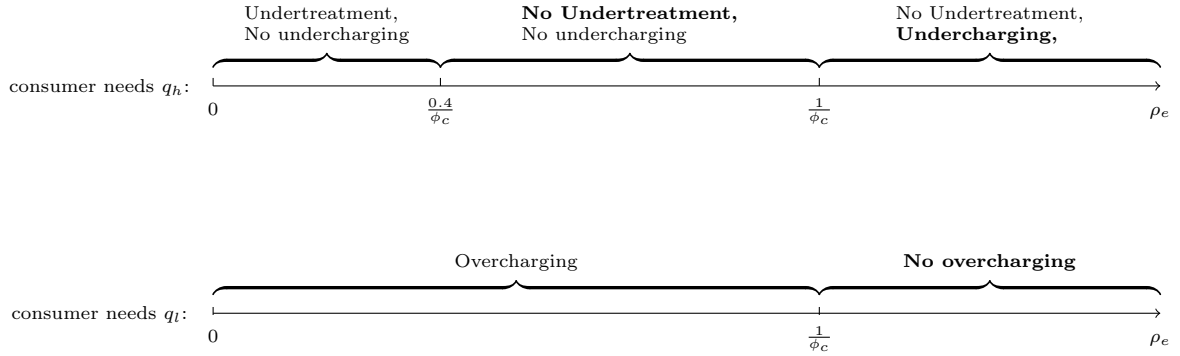 Undertreatment,
No undercharging
No Undertreatment,
No undercharging
No Undertreatment,
Undercharging,
consumer needs q_h:
0
0.4/ϕ_c
1/ϕ_c
ρ_e
Overcharging
No overcharging
consumer needs q_l:
0
1/ϕ_c
ρ_e